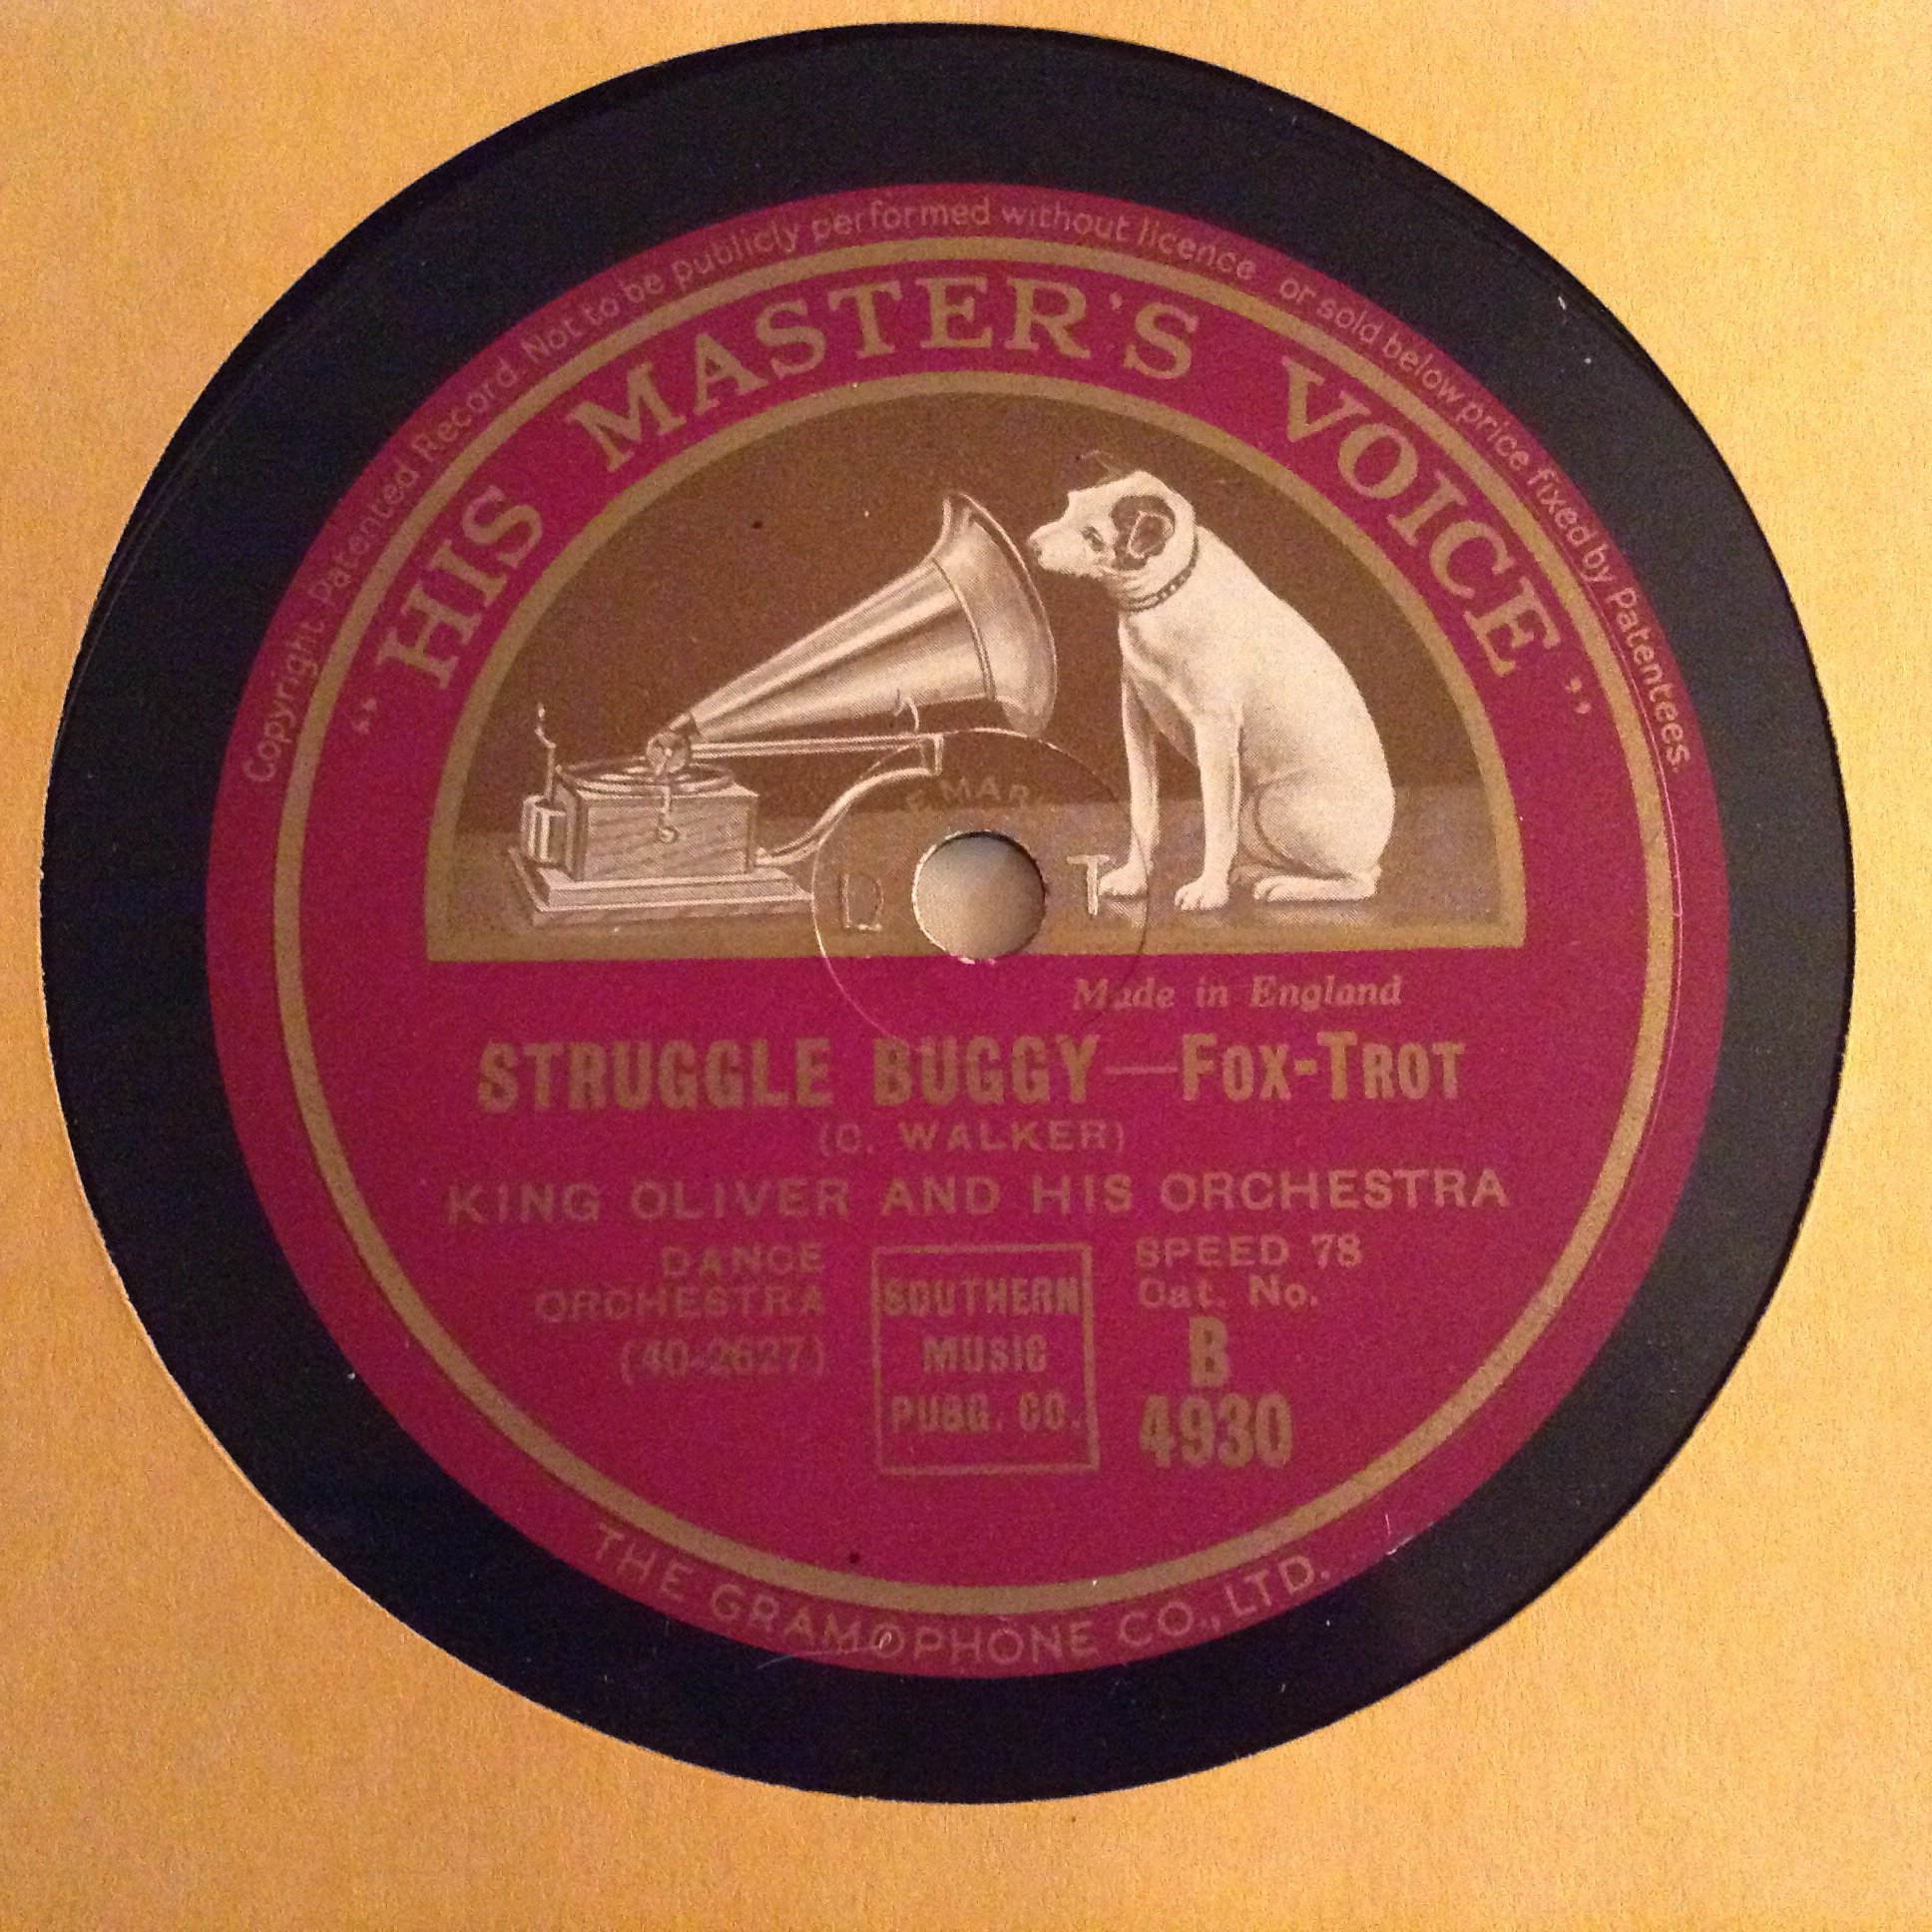 Copyright. Patented Record. Not to be publicly performed without licence or sold below price fixed by Patentees.
“HIS MASTER'S VOICE”
EMAR
D T
Made in England
STRUGGLE BUGGY—FOX-TROT
(C. WALKER)
KING OLIVER AND HIS ORCHESTRA
DANCE
ORCHESTRA
(40-2627)
SOUTHERN
MUSIC
PUBG. CO.
SPEED 78
Cat. No.
B
4930
THE GRAMOPHONE CO., LTD.